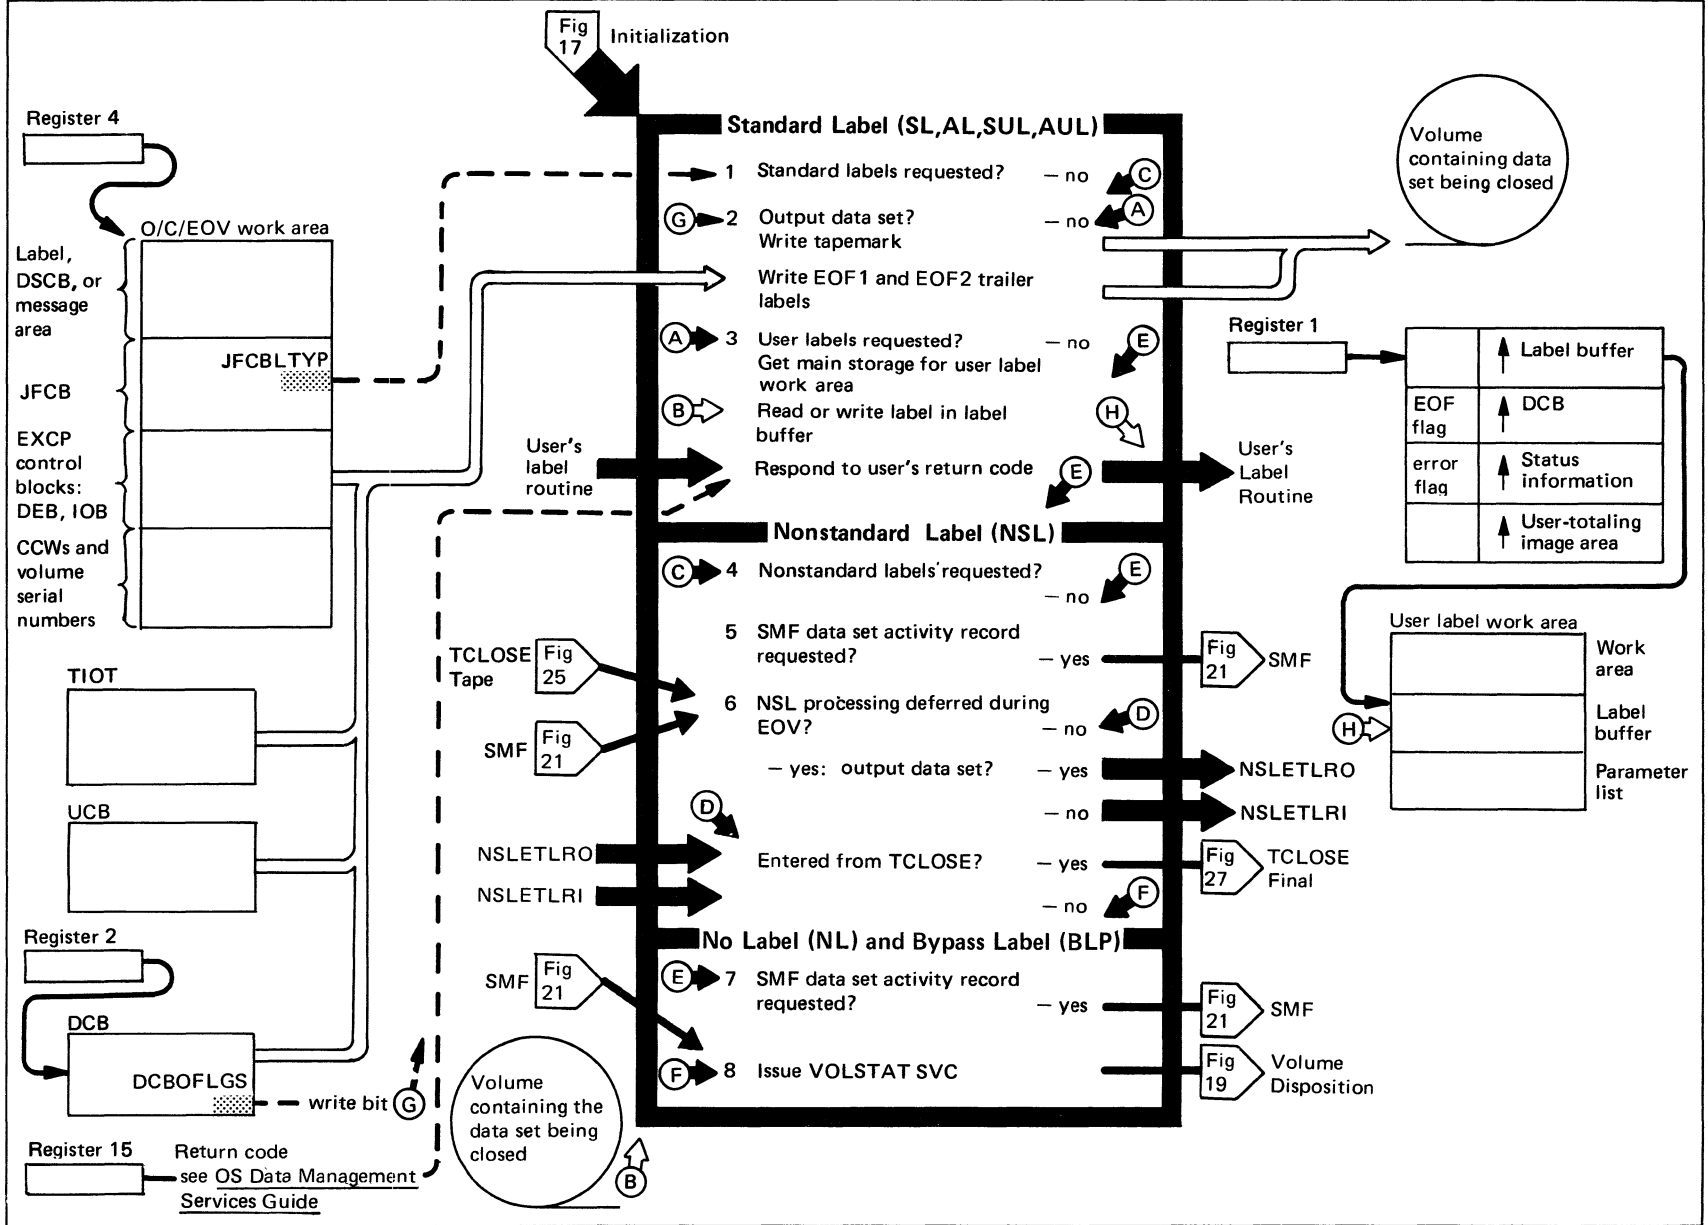 Fig
17
Initialization
Register 4
O/C/EOV work area
Label,
DSCB, or
message
area
JFCBLTYP
JFCB
EXCP
control
blocks:
DEB, IOB
CCWs and
volume
serial
numbers
TIOT
UCB
Register 2
DCB
DCBOFLGS
write bit G
Register 15
Return code
see OS Data Management
Services Guide
User's
label
routine
TCLOSE
Tape
Fig
25
SMF
Fig
21
NSLETLRO
NSLETLRI
SMF
Fig
21
Volume
containing the
data set being
closed
B
Standard Label (SL,AL,SUL,AUL)
1 Standard labels requested? – no C
G 2 Output data set? – no A
Write tapemark
Write EOF1 and EOF2 trailer
labels
A 3 User labels requested? – no E
Get main storage for user label
work area
B Read or write label in label H
buffer
Respond to user's return code E
Nonstandard Label (NSL)
C 4 Nonstandard labels requested? E
– no
5 SMF data set activity record
requested? – yes
6 NSL processing deferred during D
EOV? – no
– yes: output data set? – yes
D – no
Entered from TCLOSE? – yes
– no F
No Label (NL) and Bypass Label (BLP)
E 7 SMF data set activity record
requested? – yes
F 8 Issue VOLSTAT SVC
Volume
containing data
set being closed
Register 1
Label buffer
EOF
flag
DCB
error
flag
Status
information
User-totaling
image area
User's
Label
Routine
User label work area
Work
area
H
Label
buffer
Parameter
list
Fig
21
SMF
NSLETLRO
NSLETLRI
Fig
27
TCLOSE
Final
Fig
21
SMF
Fig
19
Volume
Disposition